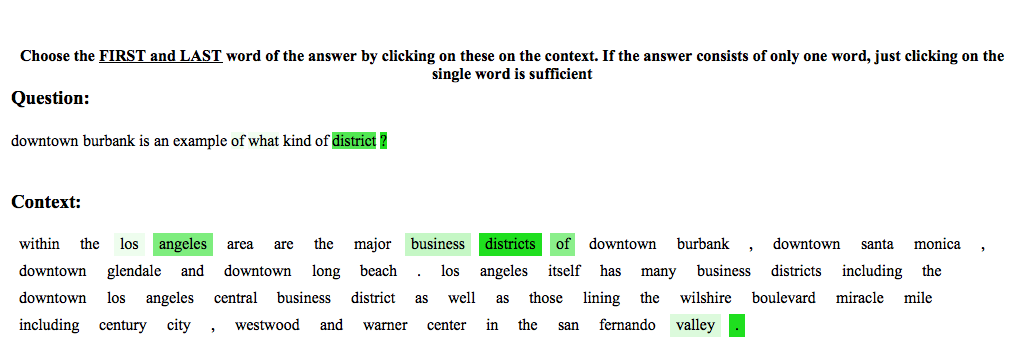 Choose the FIRST and LAST word of the answer by clicking on these on the context. If the answer consists of only one word, just clicking on the
single word is sufficient
Question:
downtown burbank is an example of what kind of district ?
Context:
within the los angeles area are the major business districts of downtown burbank , downtown santa monica ,
downtown glendale and downtown long beach . los angeles itself has many business districts including the
downtown los angeles central business district as well as those lining the wilshire boulevard miracle mile
including century city , westwood and warner center in the san fernando valley .